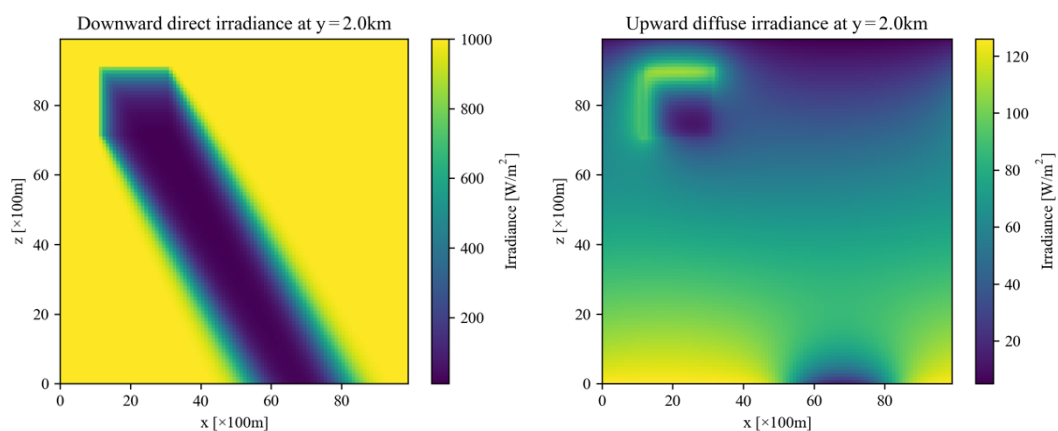 Downward direct irradiance at y = 2.0km
80
60
40
20
0
z [×100m]
0 20 40 60 80
x [×100m]
1000
800
600
400
200
Irradiance [W/m²]
Upward diffuse irradiance at y = 2.0km
80
60
40
20
0
z [×100m]
0 20 40 60 80
x [×100m]
120
100
80
60
40
20
Irradiance [W/m²]